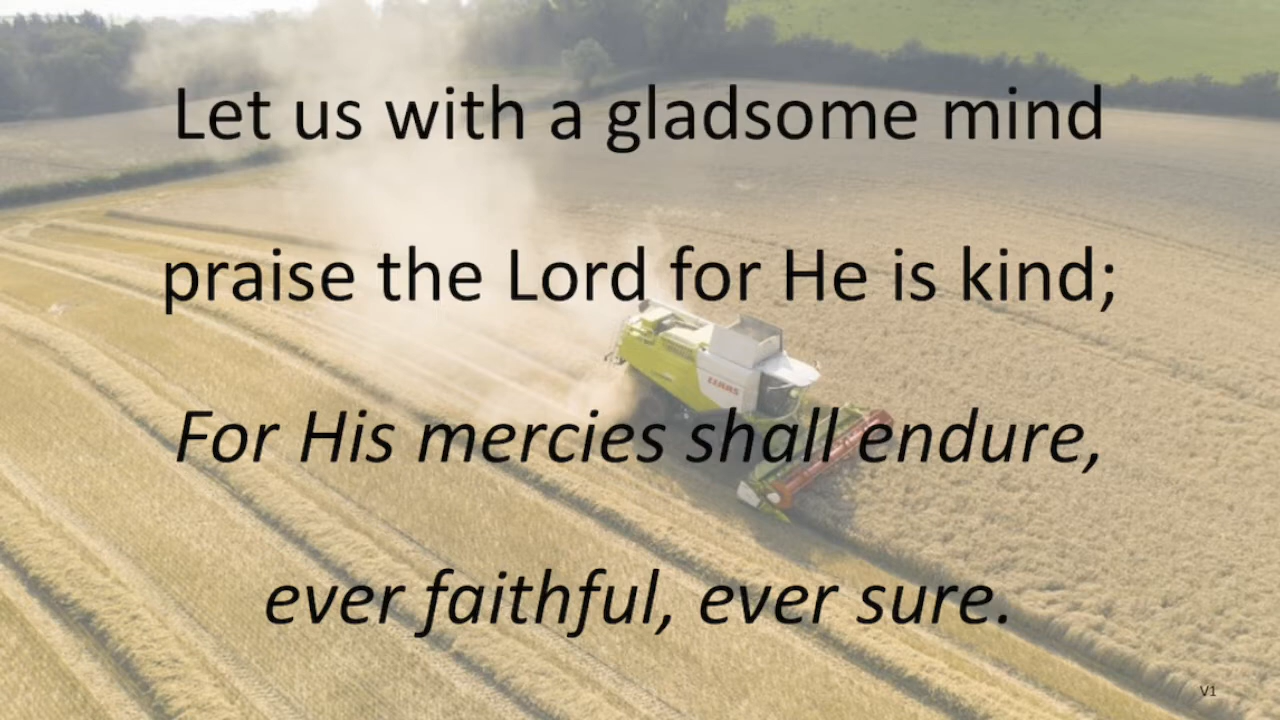 Let us with a gladsome mind
praise the Lord for He is kind;
CLAAS
For His mercies shall endure,
ever faithful, ever sure.
V1